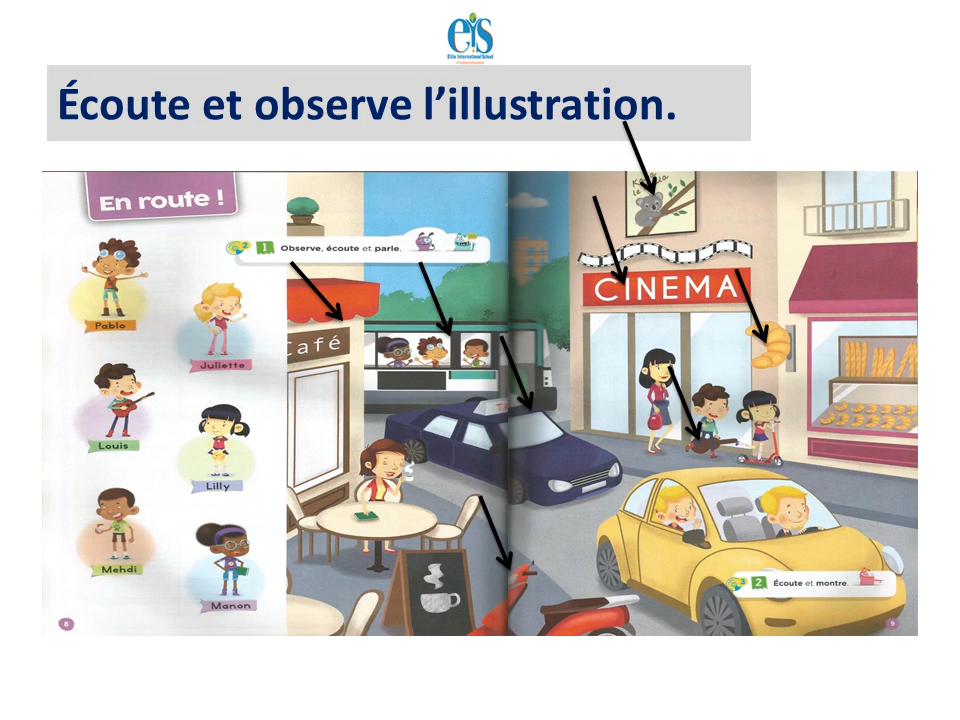 eis
Elite International School
Écoute et observe l’illustration.
En route !
1 Observe, écoute et parle.
Pablo
Juliette
Louis
Lilly
Mehdi
Manon
Café
CINEMA
2 Écoute et montre.
8
9